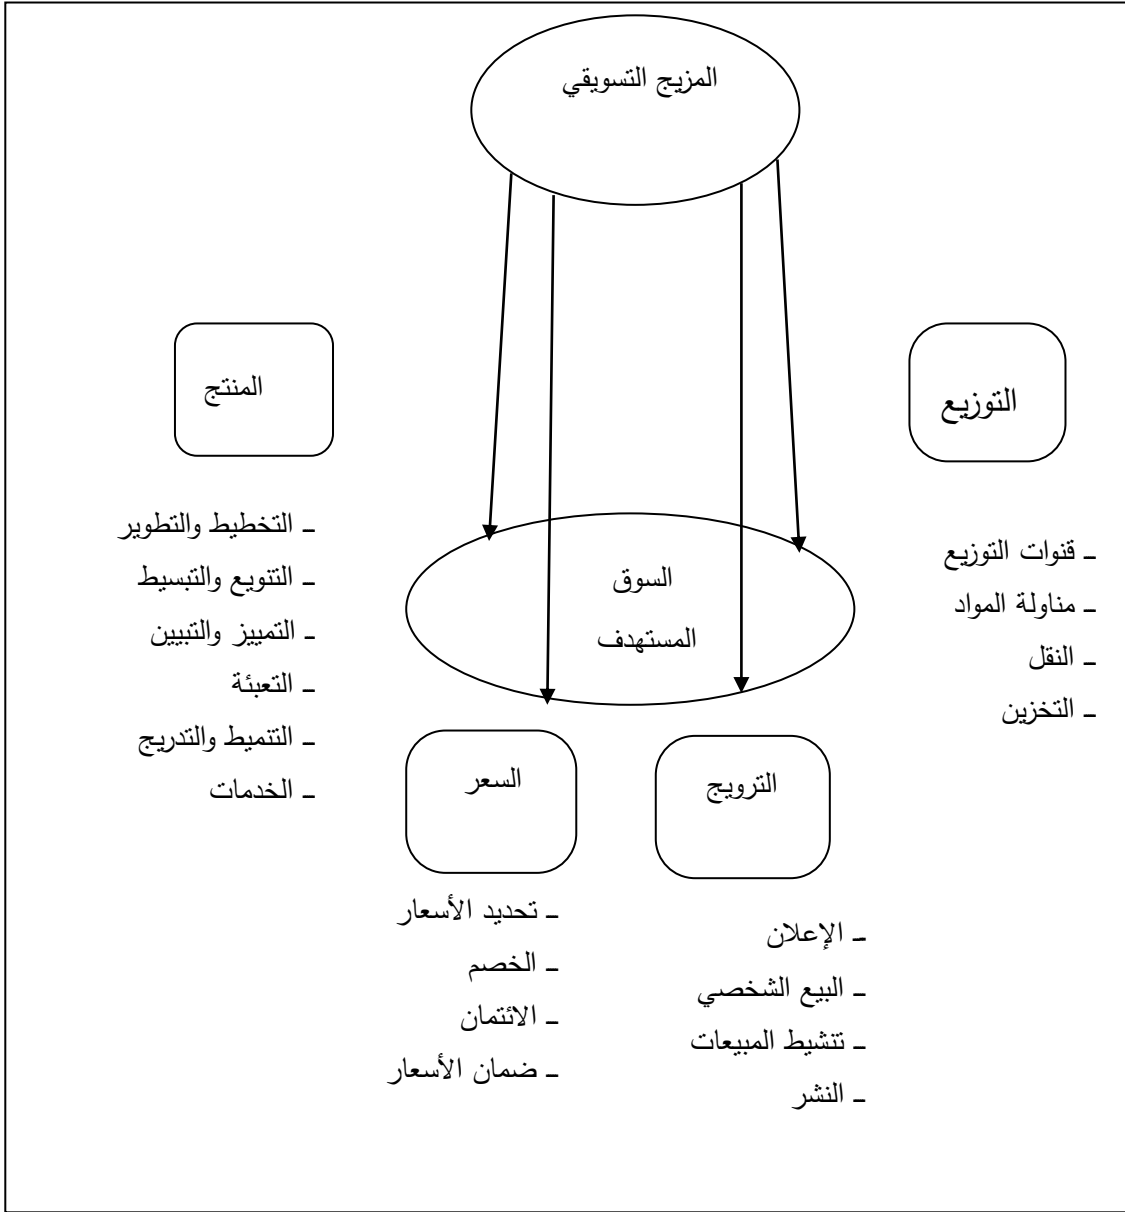 المزيج التسويقي
التوزيع
ـ قنوات التوزيع
ـ مناولة المواد
ـ النقل
ـ التخزين
المنتج
ـ التخطيط والتطوير
ـ التنويع والتبسيط
ـ التمييز والتبيين
ـ التعبئة
ـ التنميط والتدريج
ـ الخدمات
السوق
المستهدف
الترويج
ـ الإعلان
ـ البيع الشخصي
ـ تنشيط المبيعات
ـ النشر
السعر
ـ تحديد الأسعار
ـ الخصم
ـ الائتمان
ـ ضمان الأسعار